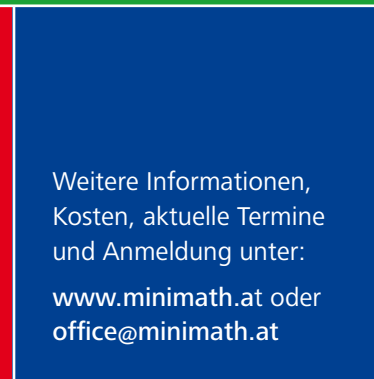 Weitere Informationen,
Kosten, aktuelle Termine
und Anmeldung unter:
www.minimath.at oder
office@minimath.at